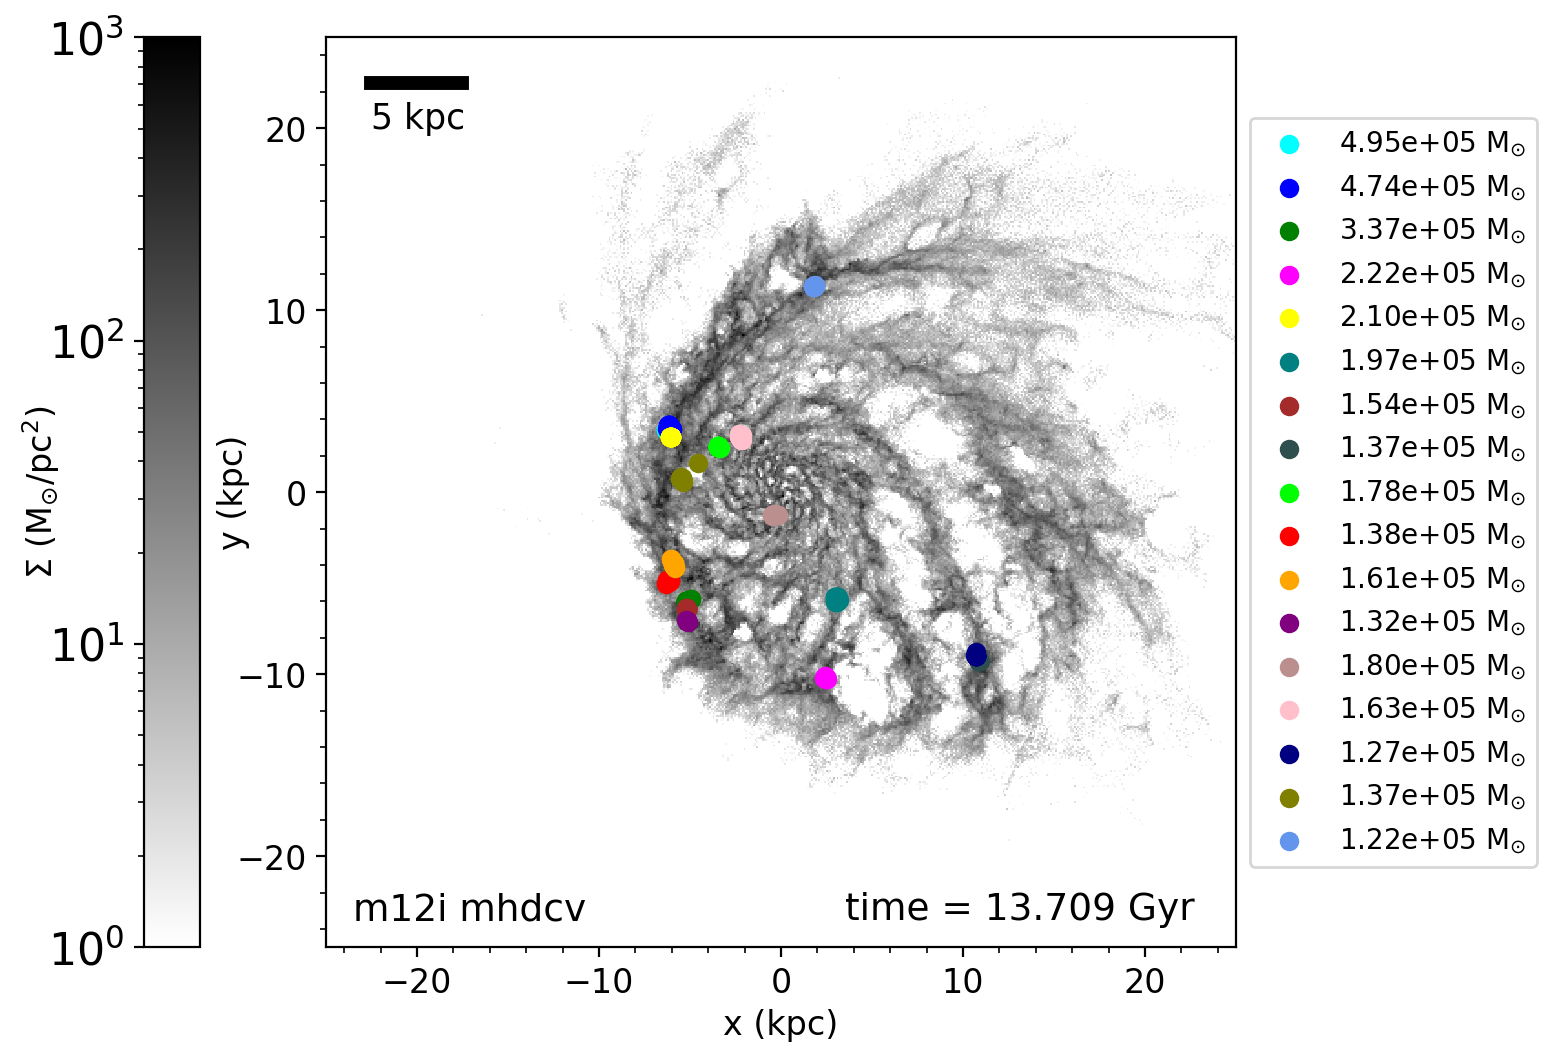 10³
10²
10¹
10⁰
Σ (M⊙/pc²)
y (kpc)
20
10
0
−10
−20
5 kpc
m12i mhdcv
time = 13.709 Gyr
−20
−10
0
10
20
x (kpc)
4.95e+05 M⊙
4.74e+05 M⊙
3.37e+05 M⊙
2.22e+05 M⊙
2.10e+05 M⊙
1.97e+05 M⊙
1.54e+05 M⊙
1.37e+05 M⊙
1.78e+05 M⊙
1.38e+05 M⊙
1.61e+05 M⊙
1.32e+05 M⊙
1.80e+05 M⊙
1.63e+05 M⊙
1.27e+05 M⊙
1.37e+05 M⊙
1.22e+05 M⊙